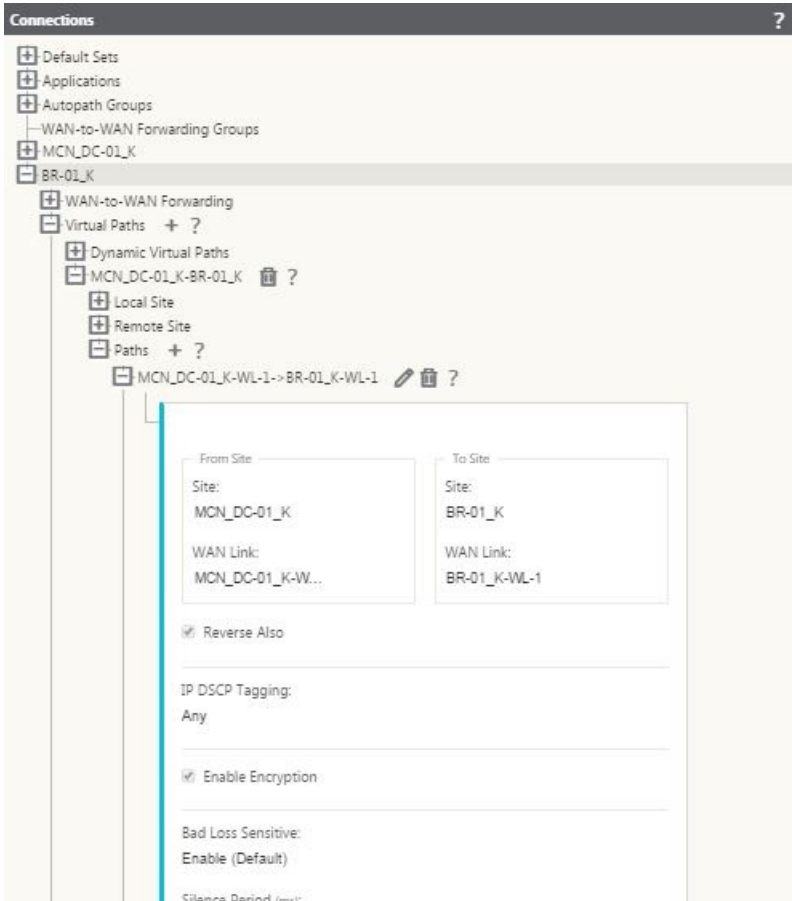 Connections ?
Default Sets
Applications
Autopath Groups
WAN-to-WAN Forwarding Groups
MCN_DC-01_K
BR-01_K
WAN-to-WAN Forwarding
Virtual Paths + ?
Dynamic Virtual Paths
MCN_DC-01_K-BR-01_K ?
Local Site
Remote Site
Paths + ?
MCN_DC-01_K-WL-1->BR-01_K-WL-1 ?
From Site
Site:
MCN_DC-01_K
WAN Link:
MCN_DC-01_K-W...
To Site
Site:
BR-01_K
WAN Link:
BR-01_K-WL-1
Reverse Also
IP DSCP Tagging:
Any
Enable Encryption
Bad Loss Sensitive:
Enable (Default)
Silence Period (ms):